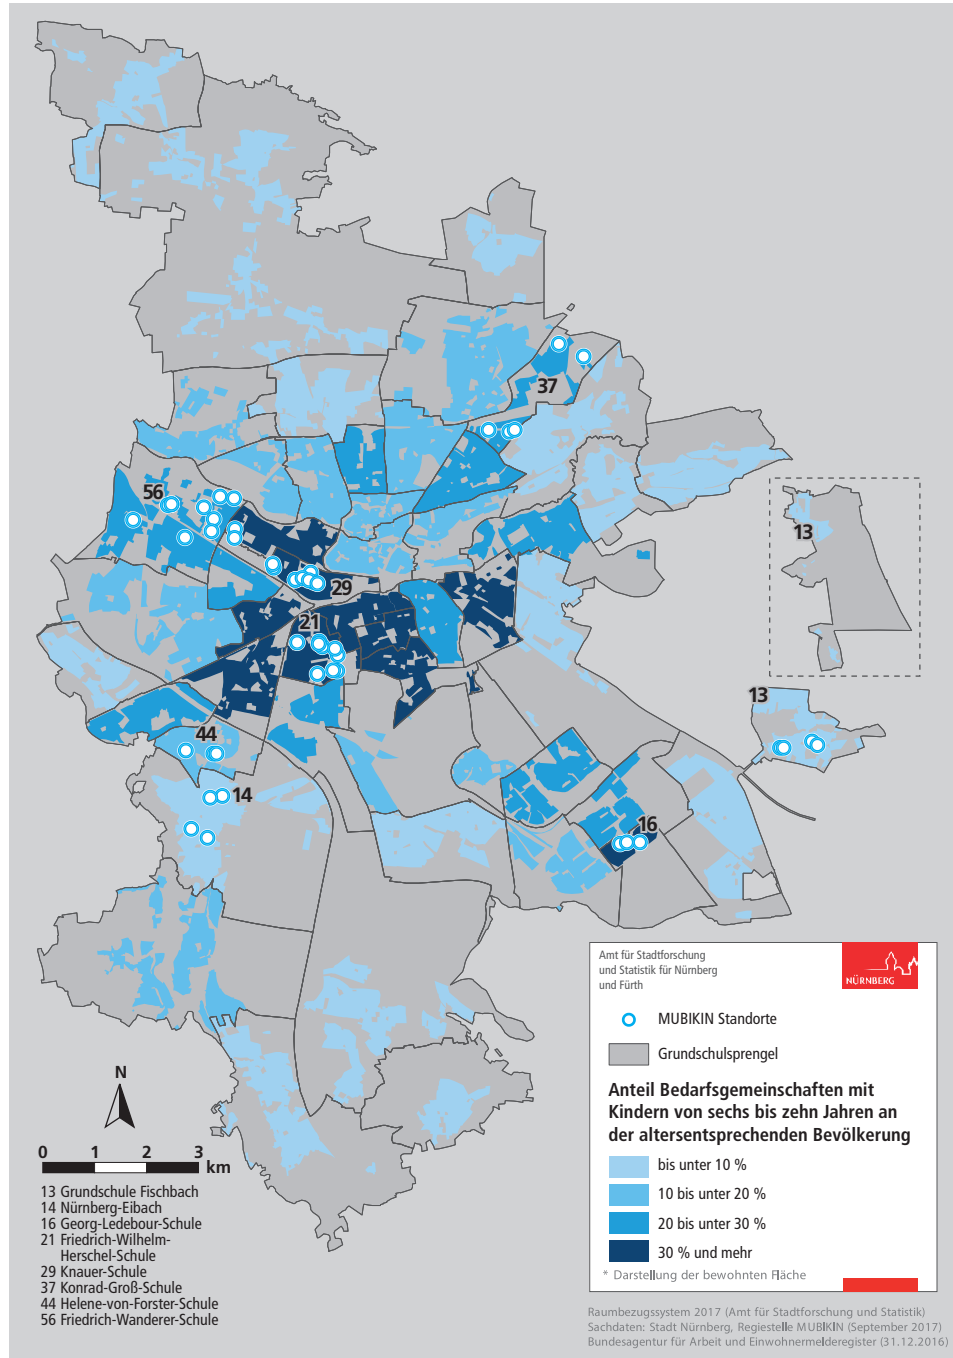 37
56
13
29
21
13
44
14
16
Amt für Stadtforschung
und Statistik für Nürnberg
und Fürth
NÜRNBERG
MUBIKIN Standorte
Grundschulsprengel
Anteil Bedarfsgemeinschaften mit
Kindern von sechs bis zehn Jahren an
der altersentsprechenden Bevölkerung
bis unter 10 %
10 bis unter 20 %
20 bis unter 30 %
30 % und mehr
* Darstellung der bewohnten Fläche
N
0 1 2 3 km
13 Grundschule Fischbach
14 Nürnberg-Eibach
16 Georg-Ledebour-Schule
21 Friedrich-Wilhelm-
Herschel-Schule
29 Knauer-Schule
37 Konrad-Groß-Schule
44 Helene-von-Forster-Schule
56 Friedrich-Wanderer-Schule
Raumbezugssystem 2017 (Amt für Stadtforschung und Statistik)
Sachdaten: Stadt Nürnberg, Regiestelle MUBIKIN (September 2017)
Bundesagentur für Arbeit und Einwohnermelderegister (31.12.2016)